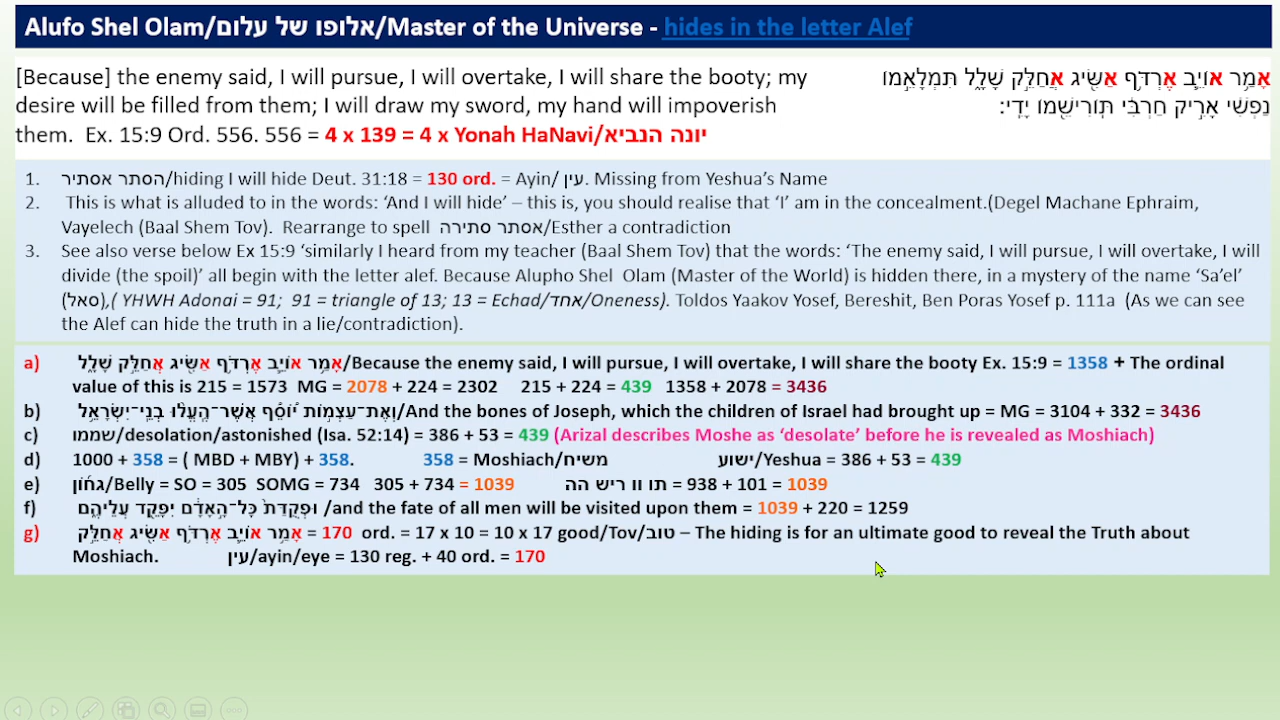 Alufo Shel Olam/אלופו של עלום/Master of the Universe - hides in the letter Alef
[Because] the enemy said, I will pursue, I will overtake, I will share the booty; my
desire will be filled from them; I will draw my sword, my hand will impoverish
them. Ex. 15:9 Ord. 556. 556 = 4 x 139 = 4 x Yonah HaNavi/יונה הנביא
אָמַ֥ר אוֹיֵ֛ב אֶרְדֹּ֥ף אַשִּׂ֖יג אֲחַלֵּ֣ק שָׁלָ֑ל תִּמְלָאֵ֣מוֹ
נַפְשִׁ֔י אָרִ֣יק חַרְבִּ֔י תּוֹרִישֵׁ֖מוֹ יָדִֽי׃
1. הסתר אסתיר/hiding I will hide Deut. 31:18 = 130 ord. = Ayin/עין. Missing from Yeshua's Name
2. This is what is alluded to in the words: ‘And I will hide’ – this is, you should realise that ‘I’ am in the concealment.(Degel Machane Ephraim,
Vayelech (Baal Shem Tov). Rearrange to spell אסתר סתירה/Esther a contradiction
3. See also verse below Ex 15:9 ‘similarly I heard from my teacher (Baal Shem Tov) that the words: ‘The enemy said, I will pursue, I will overtake, I will
divide (the spoil)’ all begin with the letter alef. Because Alupho Shel Olam (Master of the World) is hidden there, in a mystery of the name ‘Sa’el’
(סאל),( YHWH Adonai = 91; 91 = triangle of 13; 13 = Echad/אחד/Oneness). Toldos Yaakov Yosef, Bereshit, Ben Poras Yosef p. 111a (As we can see
the Alef can hide the truth in a lie/contradiction).
a) אָמַ֥ר אוֹיֵ֛ב אֶרְדֹּ֥ף אַשִּׂ֖יג אֲחַלֵּ֣ק שָׁלָ֑ל/Because the enemy said, I will pursue, I will overtake, I will share the booty Ex. 15:9 = 1358 + The ordinal
value of this is 215 = 1573 MG = 2078 + 224 = 2302 215 + 224 = 439 1358 + 2078 = 3436
b) וְאֶת־עַצְמ֣וֹת י֠וֹסֵ֠ף אֲשֶׁר־הֶעֱל֨וּ בְנֵֽי־יִשְׂרָאֵ֥ל/And the bones of Joseph, which the children of Israel had brought up = MG = 3104 + 332 = 3436
c) שממו/desolation/astonished (Isa. 52:14) = 386 + 53 = 439 (Arizal describes Moshe as ‘desolate’ before he is revealed as Moshiach)
d) 1000 + 358 = ( MBD + MBY) + 358. 358 = Moshiach/משיח ישוע/Yeshua = 386 + 53 = 439
e) גחון/Belly = SO = 305 SOMG = 734 305 + 734 = 1039 תו וו ריש הה = 938 + 101 = 1039
f) וּפְקֻדַּת֙ כׇּל־הָ֣אָדָ֔ם יִפָּקֵ֖ד עֲלֵיהֶ֑ם /and the fate of all men will be visited upon them = 1039 + 220 = 1259
g) אָמַ֥ר אוֹיֵ֛ב אֶרְדֹּ֥ף אַשִּׂ֖יג אֲחַלֵּ֣ק = 170 ord. = 17 x 10 = 10 x 17 good/Tov/טוב – The hiding is for an ultimate good to reveal the Truth about
Moshiach. עין/ayin/eye = 130 reg. + 40 ord. = 170